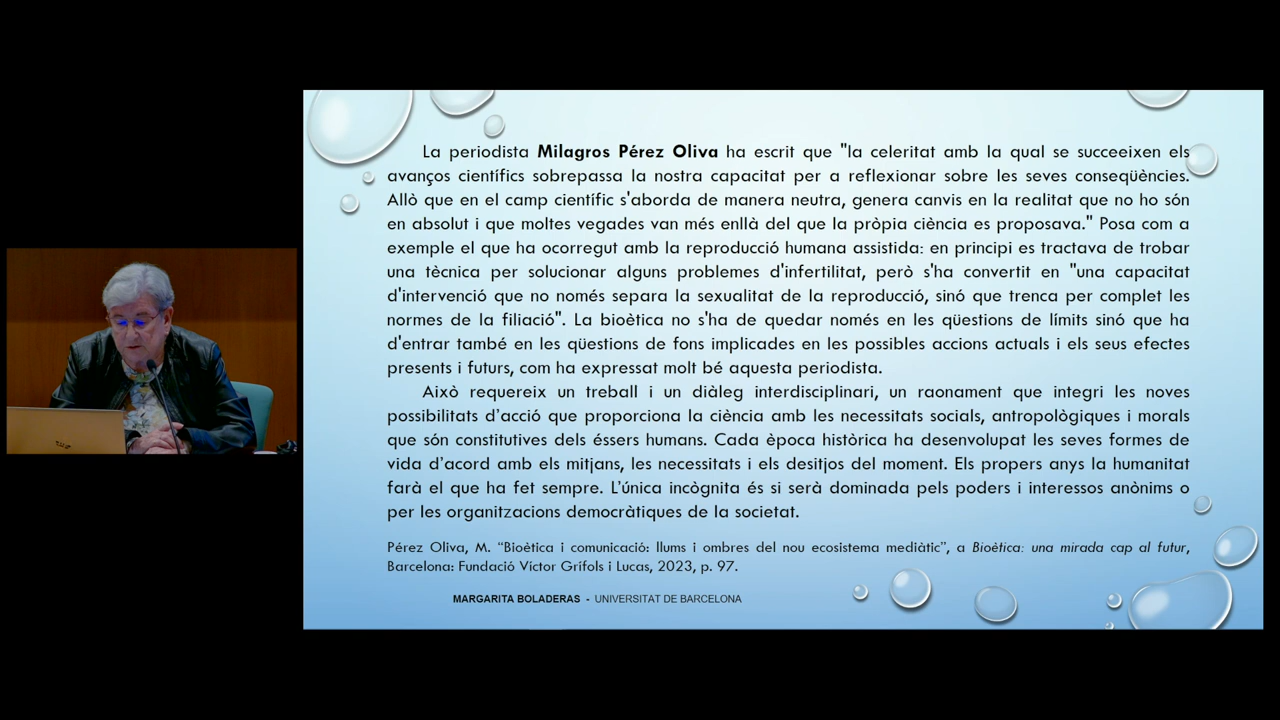 La periodista Milagros Pérez Oliva ha escrit que "la celeritat amb la qual se succeeixen els
avanços científics sobrepassa la nostra capacitat per a reflexionar sobre les seves conseqüències.
Allò que en el camp científic s'aborda de manera neutra, genera canvis en la realitat que no ho són
en absolut i que moltes vegades van més enllà del que la pròpia ciència es proposava." Posa com a
exemple el que ha ocorregut amb la reproducció humana assistida: en principi es tractava de trobar
una tècnica per solucionar alguns problemes d'infertilitat, però s'ha convertit en "una capacitat
d'intervenció que no només separa la sexualitat de la reproducció, sinó que trenca per complet les
normes de la filiació". La bioètica no s'ha de quedar només en les qüestions de límits sinó que ha
d'entrar també en les qüestions de fons implicades en les possibles accions actuals i els seus efectes
presents i futurs, com ha expressat molt bé aquesta periodista.
Això requereix un treball i un diàleg interdisciplinari, un raonament que integri les noves
possibilitats d’acció que proporciona la ciència amb les necessitats socials, antropològiques i morals
que són constitutives dels éssers humans. Cada època històrica ha desenvolupat les seves formes de
vida d’acord amb els mitjans, les necessitats i els desitjos del moment. Els propers anys la humanitat
farà el que ha fet sempre. L’única incògnita és si serà dominada pels poders i interessos anònims o
per les organitzacions democràtiques de la societat.
Pérez Oliva, M. “Bioètica i comunicació: llums i ombres del nou ecosistema mediàtic”, a Bioètica: una mirada cap al futur,
Barcelona: Fundació Victor Grífols i Lucas, 2023, p. 97.
MARGARITA BOLADERAS - UNIVERSITAT DE BARCELONA